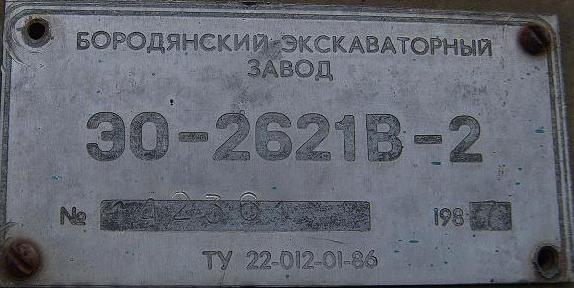 БОРОДЯНСКИЙ ЭКСКАВАТОРНЫЙ
ЗАВОД
ЭО-2621В-2
№
198
ТУ 22-012-01-86